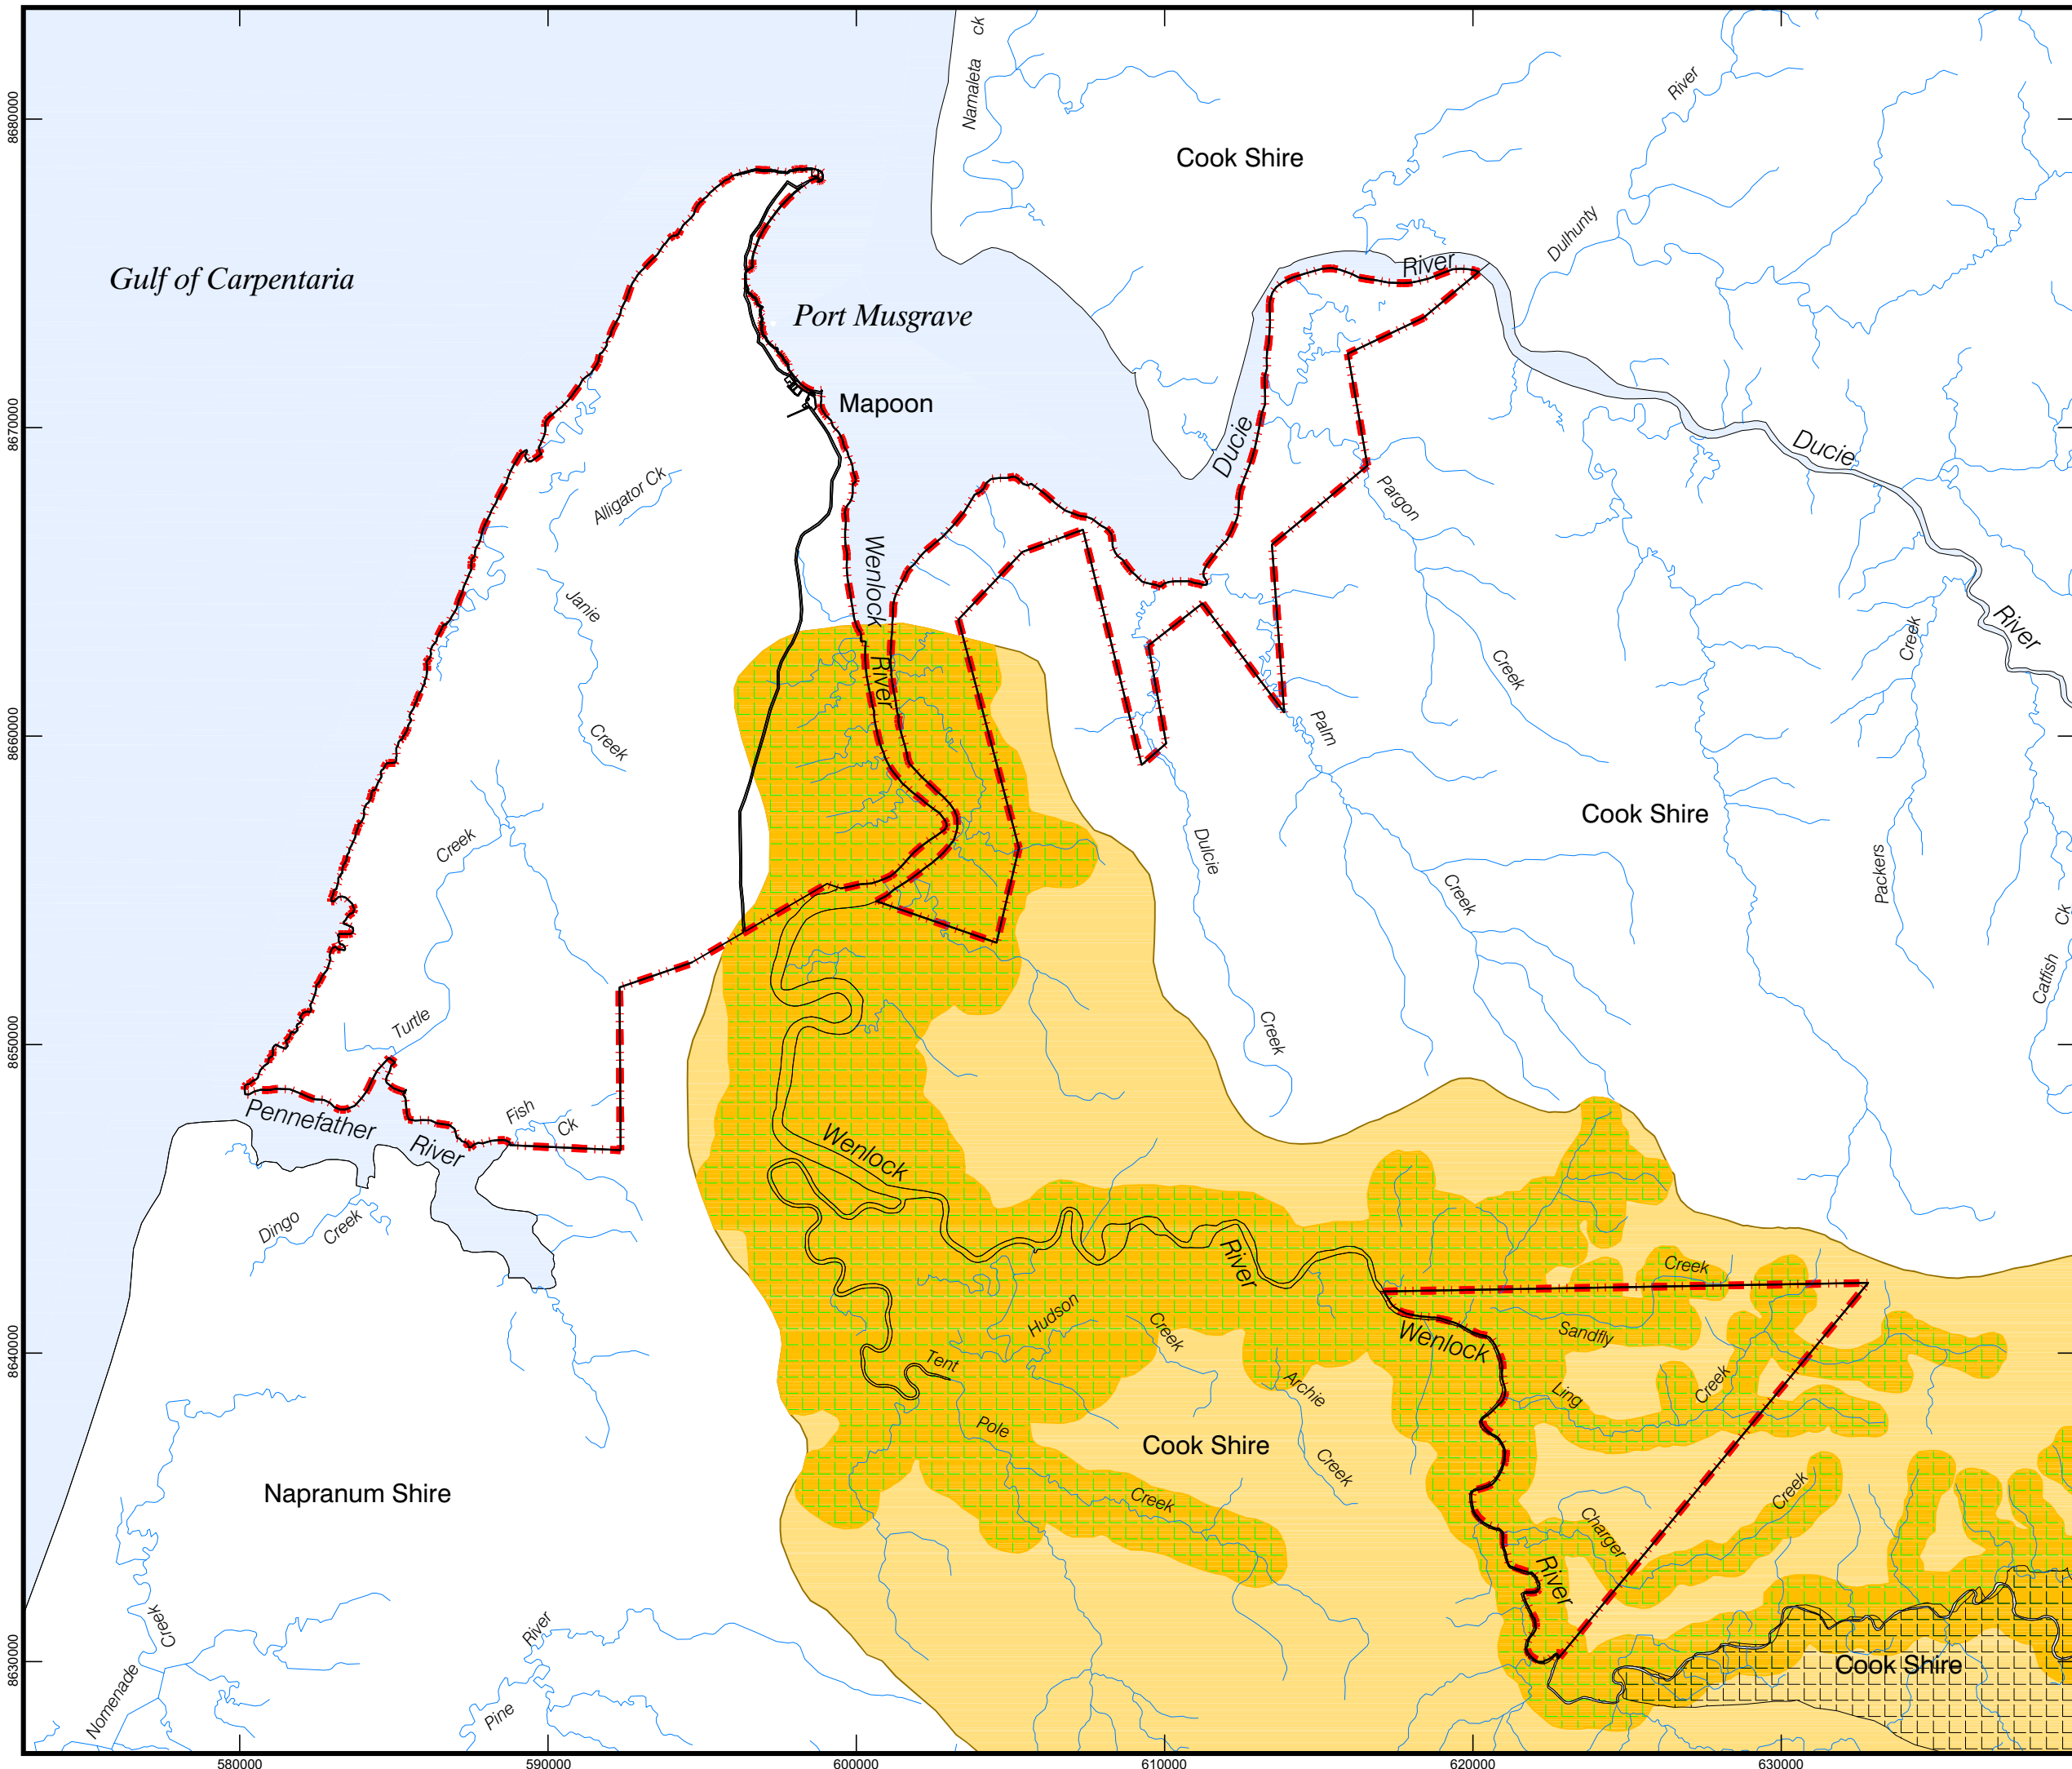 Namaleta
ck
8680000
River
Cook Shire
Dulhunty
Gulf of Carpentaria
River
Port Musgrave
Mapoon
8670000
Ducie
Ducie
Alligator Ck
Pargon
Wenlock
Janie
River
Creek
River
Creek
8660000
Creek
Palm
Creek
Dulcie
Cook Shire
Packers
Creek
Ck
Catfish
Turtle
Creek
8650000
Fish
Ck
Pennefather
River
Wenlock
Dingo
Creek
River
Creek
Hudson
Creek
Sandfly
Wenlock
8640000
Tent
Archie
Ling
Creek
Pole
Cook Shire
Creek
Napranum Shire
Creek
Creek
Charger
River
Creek
River
Cook Shire
8630000
Normenade
Pine
580000
590000
600000
610000
620000
630000